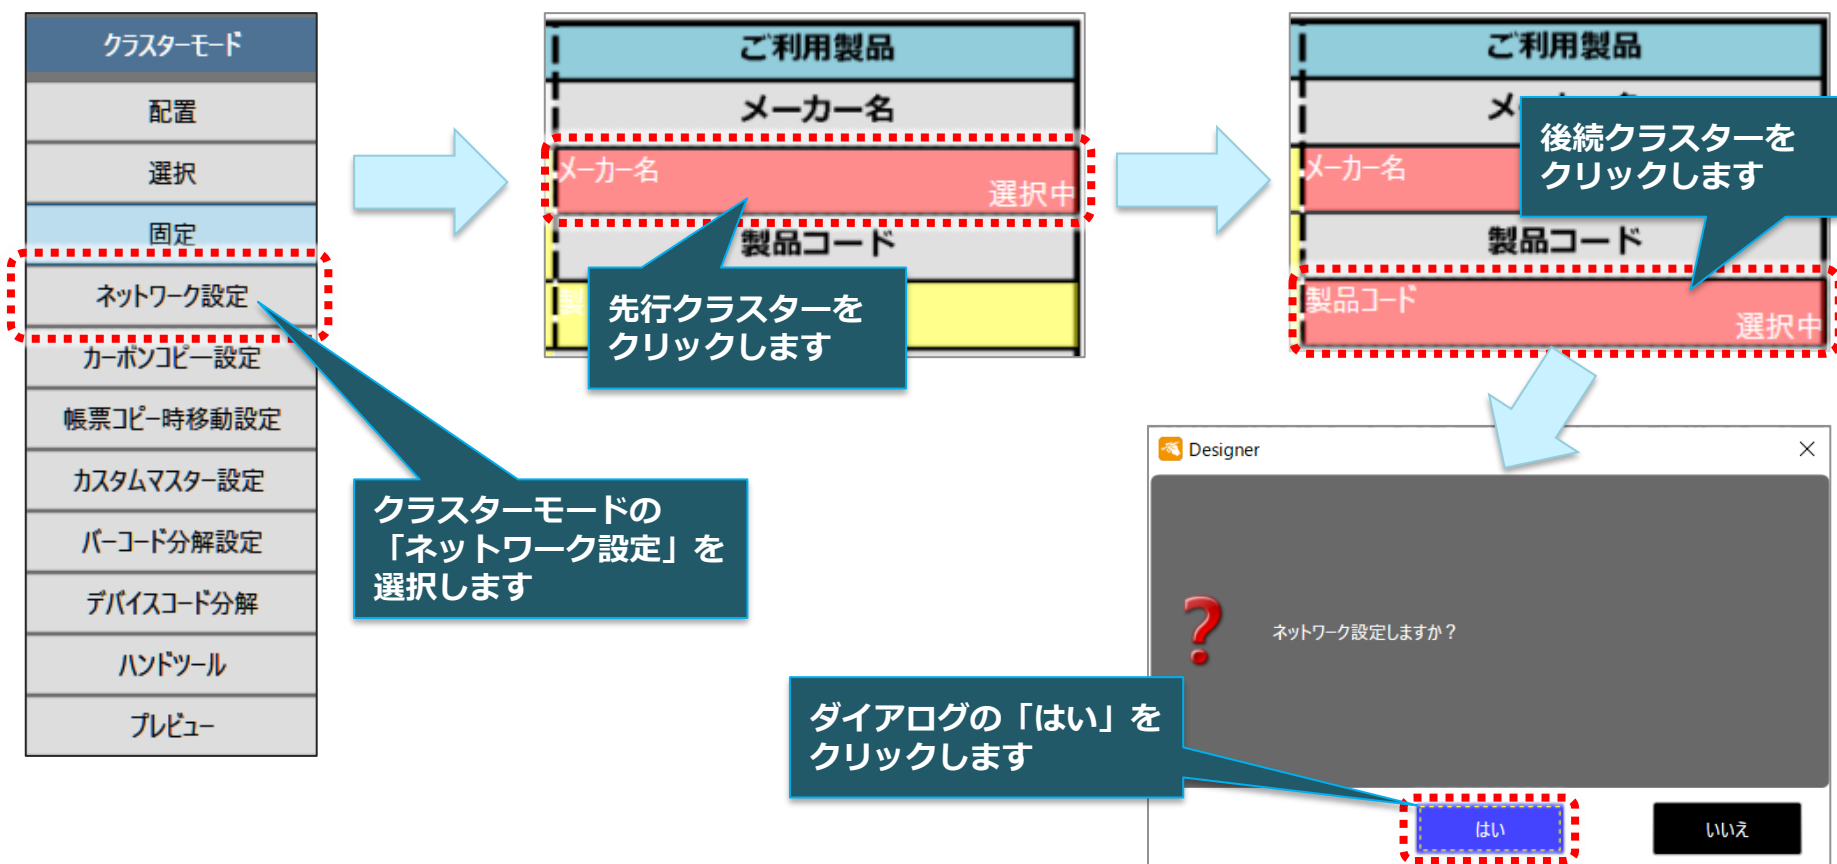 クラスターモード
配置
選択
固定
ネットワーク設定
カーボンコピー設定
帳票コピー時移動設定
カスタムマスター設定
バーコード分解設定
デバイスコード分解
ハンドツール
プレビュー
クラスターモードの
「ネットワーク設定」を
選択します
ご利用製品
メーカー名
メーカー名
選択中
製品コード
製
先行クラスターを
クリックします
ご利用製品
メーカー名
選択中
製品コード
製品コード
後続クラスターを
クリックします
Designer
ネットワーク設定しますか？
ダイアログの「はい」を
クリックします
はい
いいえ